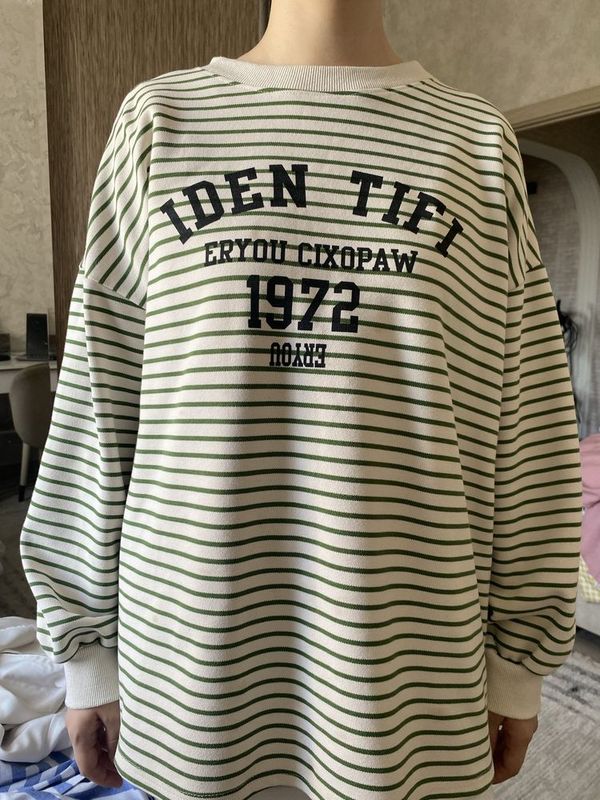 IDEN TIFI
ERYOU CIXOPAW
1972
ERYOU